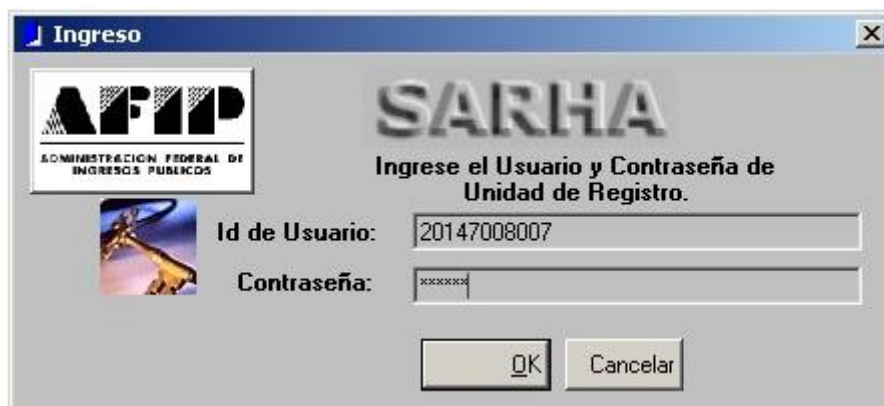 Ingreso
AFIP
ADMINISTRACION FEDERAL DE
INGRESOS PUBLICOS
SARHA
Ingrese el Usuario y Contraseña de
Unidad de Registro.
Id de Usuario: 20147008007
Contraseña: ××××××
OK Cancelar